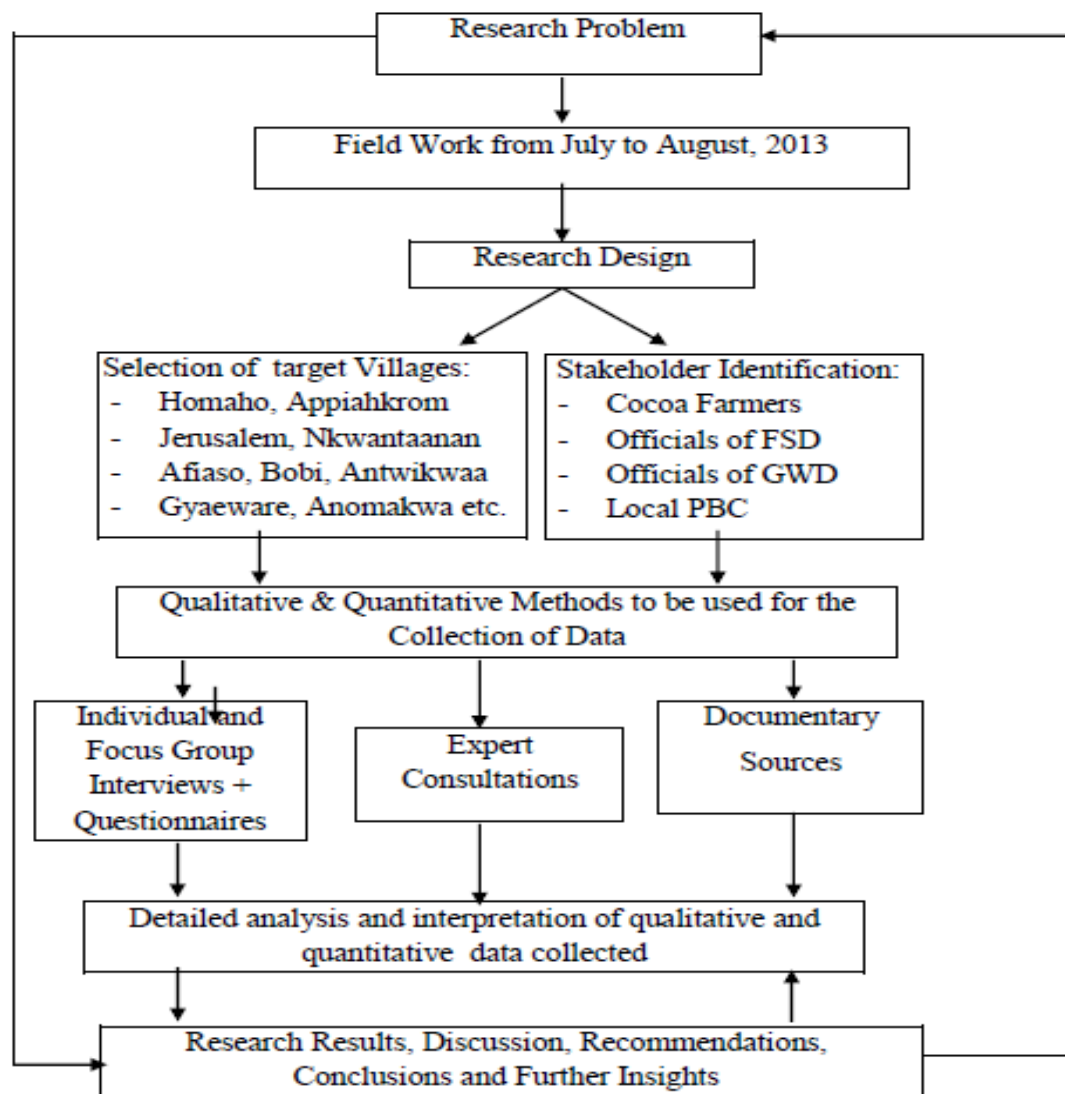 Research Problem
Field Work from July to August, 2013
Research Design
Selection of target Villages:
- Homaho, Appiahkrom
- Jerusalem, Nkwantaanan
- Afiaso, Bobi, Antwikwaa
- Gyaeware, Anomakwa etc.
Stakeholder Identification:
- Cocoa Farmers
- Officials of FSD
- Officials of GWD
- Local PBC
Qualitative & Quantitative Methods to be used for the
Collection of Data
Individual and
Focus Group
Interviews +
Questionnaires
Expert
Consultations
Documentary
Sources
Detailed analysis and interpretation of qualitative and
quantitative data collected
Research Results, Discussion, Recommendations,
Conclusions and Further Insights